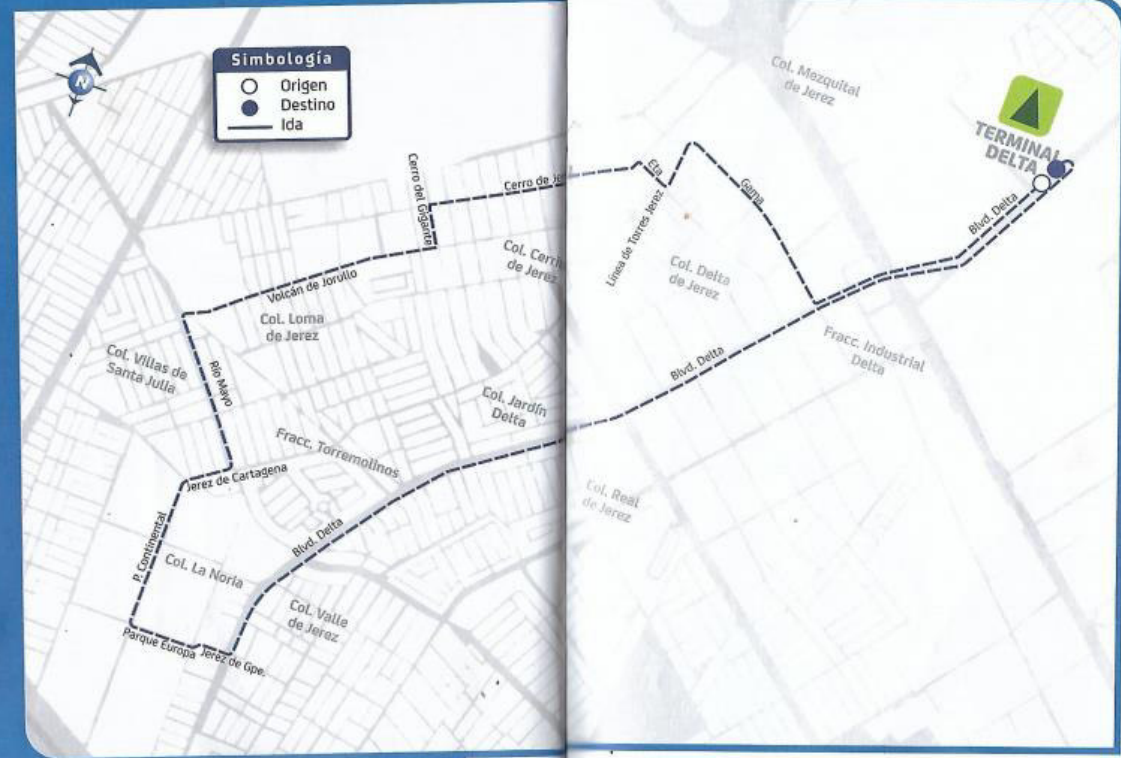 N
Simbología
Origen
Destino
Ida
Col. Mezquital
de Jerez
TERMINAL
DELTA
Blvd. Delta
Cerro del Gigante
Cerro de
Eta
Gama
Línea de Torres Jerez
Col.
de Jerez
Col. Delta
de Jerez
Volcán de Jorullo
Col. Loma
de Jerez
Col. Villas de
Santa Julia
Río Mayo
Blvd. Delta
Fracc. Industrial
Delta
Col. Jardín
Delta
Fracc. Torremolinos
Jerez de Cartagena
Col. Real
de Jerez
P. Continental
Blvd. Delta
Col. La Noria
Col. Valle
de Jerez
Parque Europa
Jerez de Gpe.